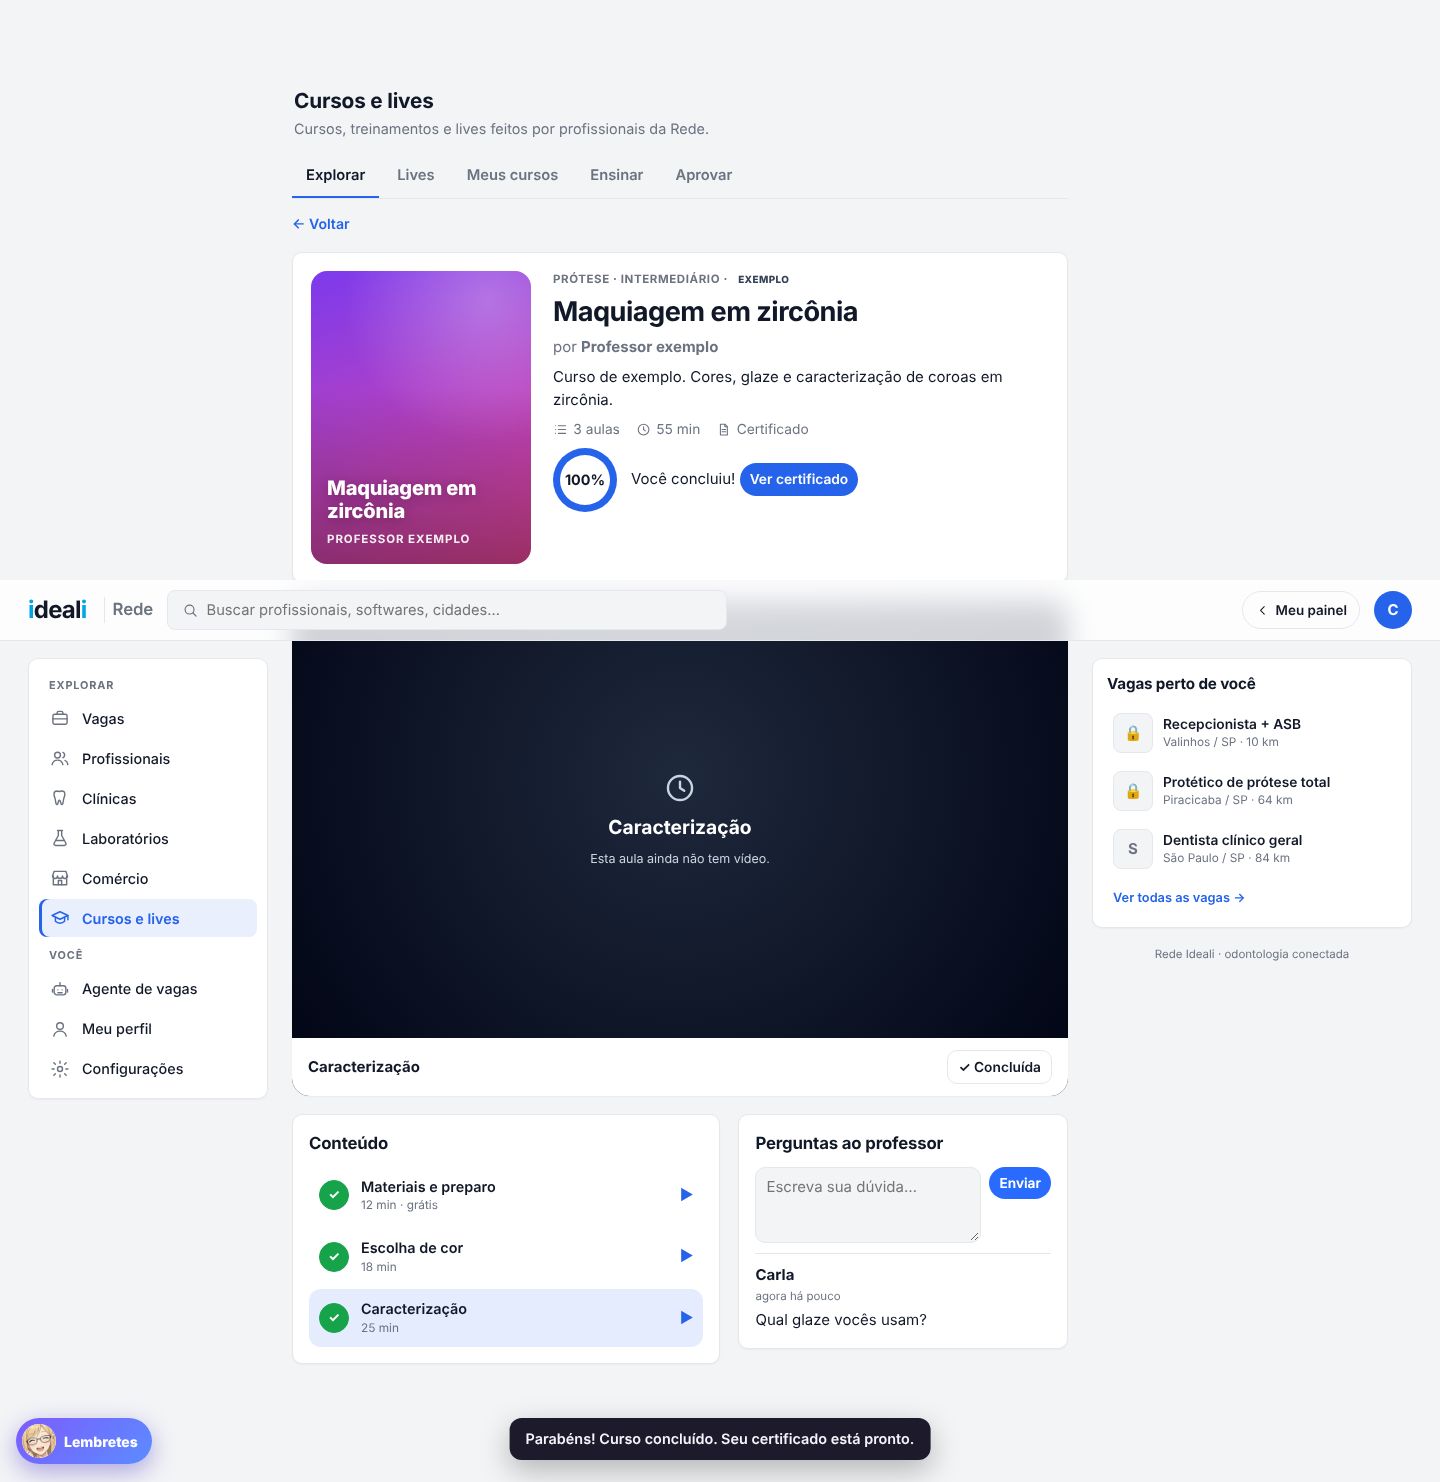 Cursos e lives
Cursos, treinamentos e lives feitos por profissionais da Rede.
Explorar
Lives
Meus cursos
Ensinar
Aprovar
← Voltar
Maquiagem em
zircônia
PROFESSOR EXEMPLO
PRÓTESE · INTERMEDIÁRIO · EXEMPLO
Maquiagem em zircônia
por Professor exemplo
Curso de exemplo. Cores, glaze e caracterização de coroas em
zircônia.
3 aulas
55 min
Certificado
100%
Você concluiu! Ver certificado
ideali
Rede
Buscar profissionais, softwares, cidades...
Meu painel
C
EXPLORAR
Vagas
Profissionais
Clínicas
Laboratórios
Comércio
Cursos e lives
VOCÊ
Agente de vagas
Meu perfil
Configurações
Caracterização
Esta aula ainda não tem vídeo.
Caracterização
✓ Concluída
Conteúdo
Materiais e preparo
12 min · grátis
Escolha de cor
18 min
Caracterização
25 min
Perguntas ao professor
Escreva sua dúvida...
Enviar
Carla
agora há pouco
Qual glaze vocês usam?
Vagas perto de você
Recepcionista + ASB
Valinhos / SP · 10 km
Protético de prótese total
Piracicaba / SP · 64 km
S
Dentista clínico geral
São Paulo / SP · 84 km
Ver todas as vagas →
Rede Ideali · odontologia conectada
Lembretes
Parabéns! Curso concluído. Seu certificado está pronto.